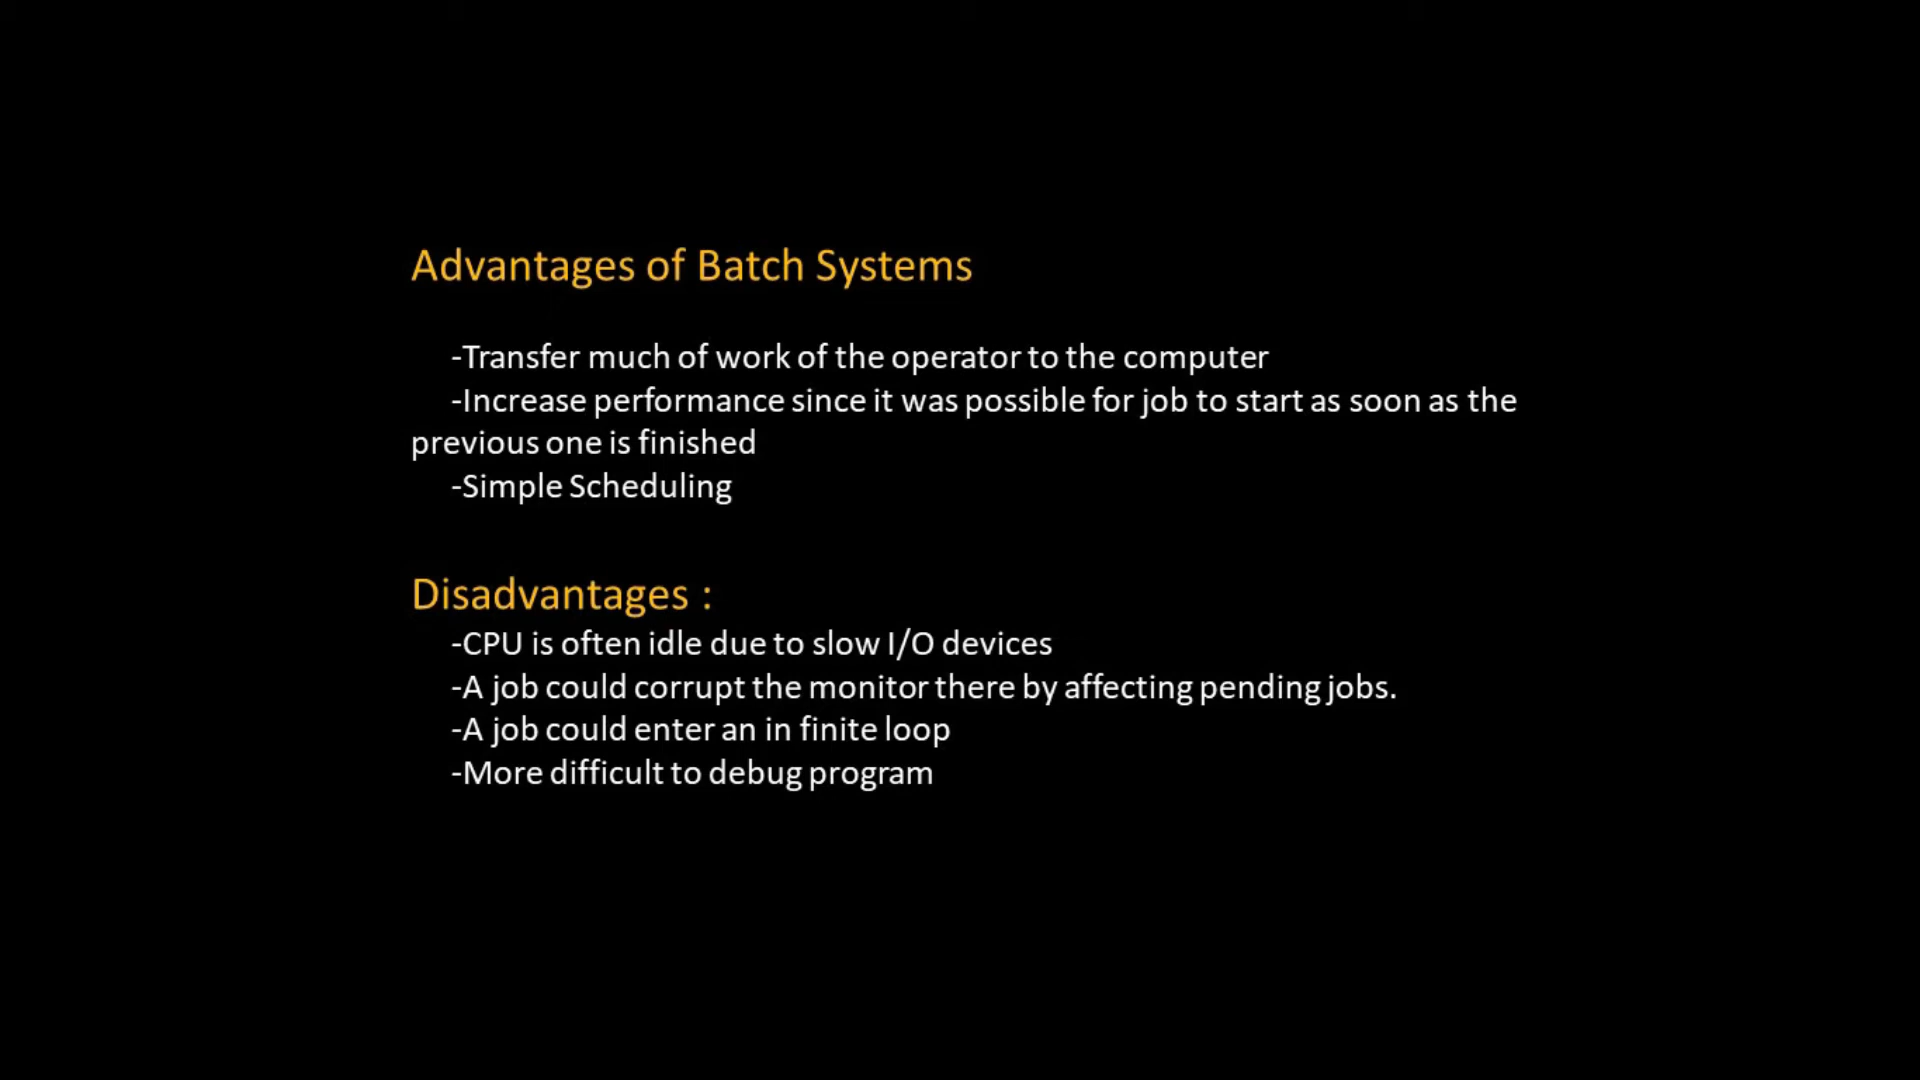 Advantages of Batch Systems
-Transfer much of work of the operator to the computer
-Increase performance since it was possible for job to start as soon as the
previous one is finished
-Simple Scheduling
Disadvantages :
-CPU is often idle due to slow I/O devices
-A job could corrupt the monitor there by affecting pending jobs.
-A job could enter an in finite loop
-More difficult to debug program